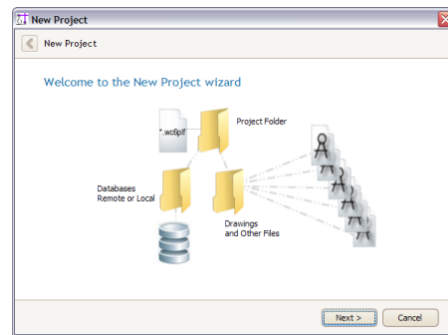 New Project
New Project
Welcome to the New Project wizard
*.wc6plf
Project Folder
Databases
Remote or Local
Drawings
and Other Files
Next >
Cancel